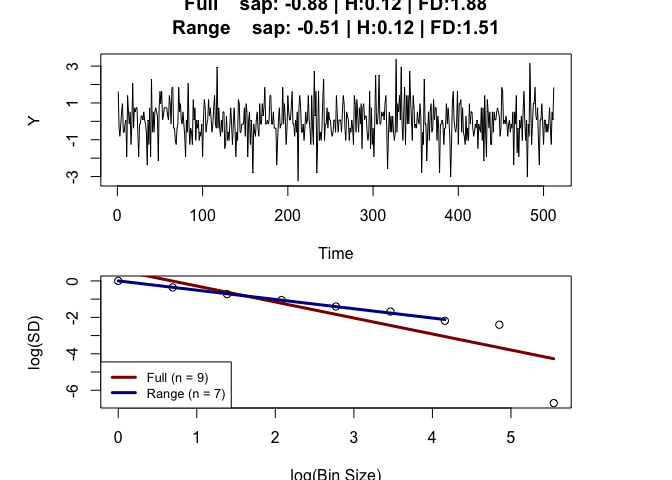 Full sap: -0.88 | H:0.12 | FD:1.88
Range sap: -0.51 | H:0.12 | FD:1.51
3
1
-1
-3
Y
0 100 200 300 400 500
Time
0
-2
-4
-6
log(SD)
Full (n = 9)
Range (n = 7)
0 1 2 3 4 5
log(Bin Size)